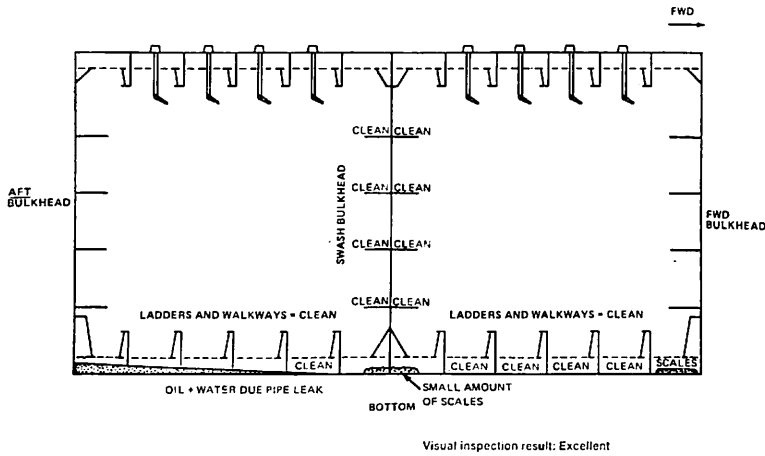 FWD
CLEAN CLEAN
CLEAN CLEAN
AFT
BULKHEAD
SWASH BULKHEAD
FWD
BULKHEAD
CLEAN CLEAN
CLEAN CLEAN
LADDERS AND WALKWAYS = CLEAN
LADDERS AND WALKWAYS = CLEAN
CLEAN
CLEAN
CLEAN
CLEAN
CLEAN
SCALES
OIL + WATER DUE PIPE LEAK
SMALL AMOUNT
OF SCALES
BOTTOM
Visual inspection result: Excellent